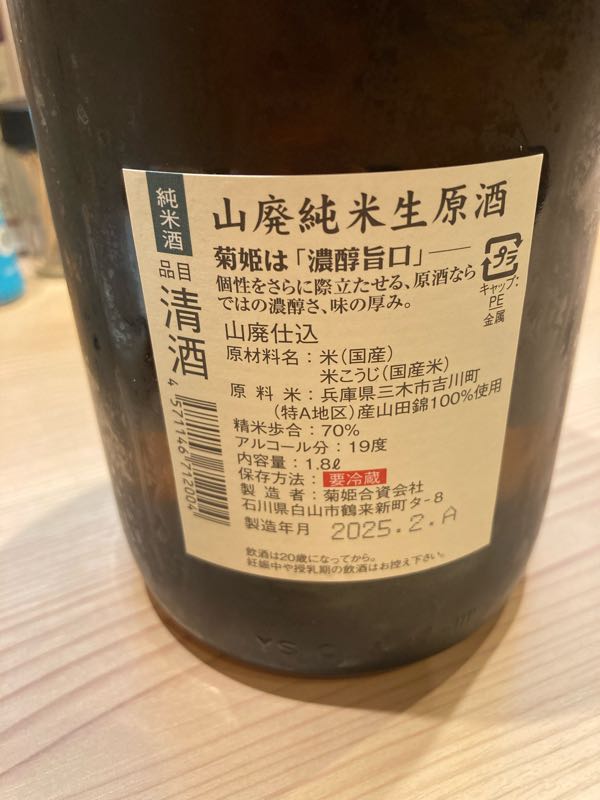 純米酒
品目
清酒
山廃純米生原酒
菊姫は「濃醇旨口」――
個性をさらに際立たせる、原酒なら
ではの濃醇さ、味の厚み。
プラ
キャップ:
PE
金属
山廃仕込
原材料名：米(国産)
米こうじ(国産米)
原料米：兵庫県三木市吉川町
(特A地区)産山田錦100%使用
精米歩合：70%
アルコール分：19度
内容量：1.8ℓ
保存方法：要冷蔵
製造者：菊姫合資会社
石川県白山市鶴来新町タ-8
製造年月 2025.2.A
飲酒は20歳になってから。
妊娠中や授乳期の飲酒はお控え下さい。
4571146712004